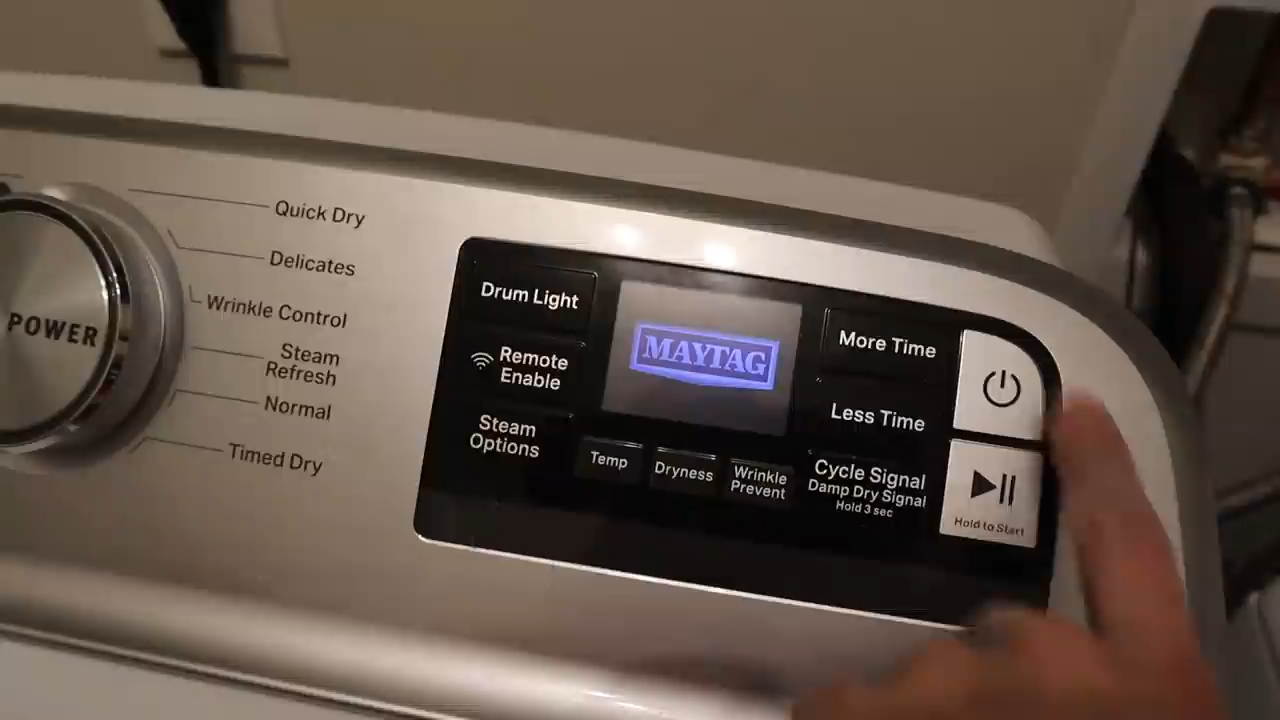 POWER
Quick Dry
Delicates
Wrinkle Control
Steam
Refresh
Normal
Timed Dry
Drum Light
Remote
Enable
Steam
Options
MAYTAG
Temp
Dryness
Wrinkle
Prevent
More Time
Less Time
Cycle Signal
Damp Dry Signal
Hold 3 sec
Hold to Start